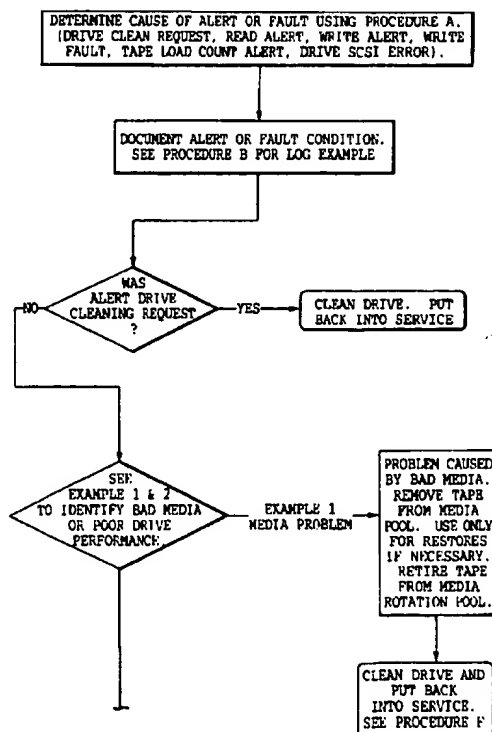 DETERMINE CAUSE OF ALERT OR FAULT USING PROCEDURE A.
(DRIVE CLEAN REQUEST, READ ALERT, WRITE ALERT, WRITE
FAULT, TAPE LOAD COUNT ALERT, DRIVE SCSI ERROR).
DOCUMENT ALERT OR FAULT CONDITION.
SEE PROCEDURE B FOR LOG EXAMPLE
WAS
ALERT DRIVE
CLEANING REQUEST
?
NO
YES
CLEAN DRIVE. PUT
BACK INTO SERVICE
SEE
EXAMPLE 1 & 2
TO IDENTIFY BAD MEDIA
OR POOR DRIVE
PERFORMANCE
EXAMPLE 1
MEDIA PROBLEM
PROBLEM CAUSED
BY BAD MEDIA.
REMOVE TAPE
FROM MEDIA
POOL. USE ONLY
FOR RESTORES
IF NECESSARY.
RETIRE TAPE
FROM MEDIA
ROTATION POOL.
CLEAN DRIVE AND
PUT BACK
INTO SERVICE.
SEE PROCEDURE